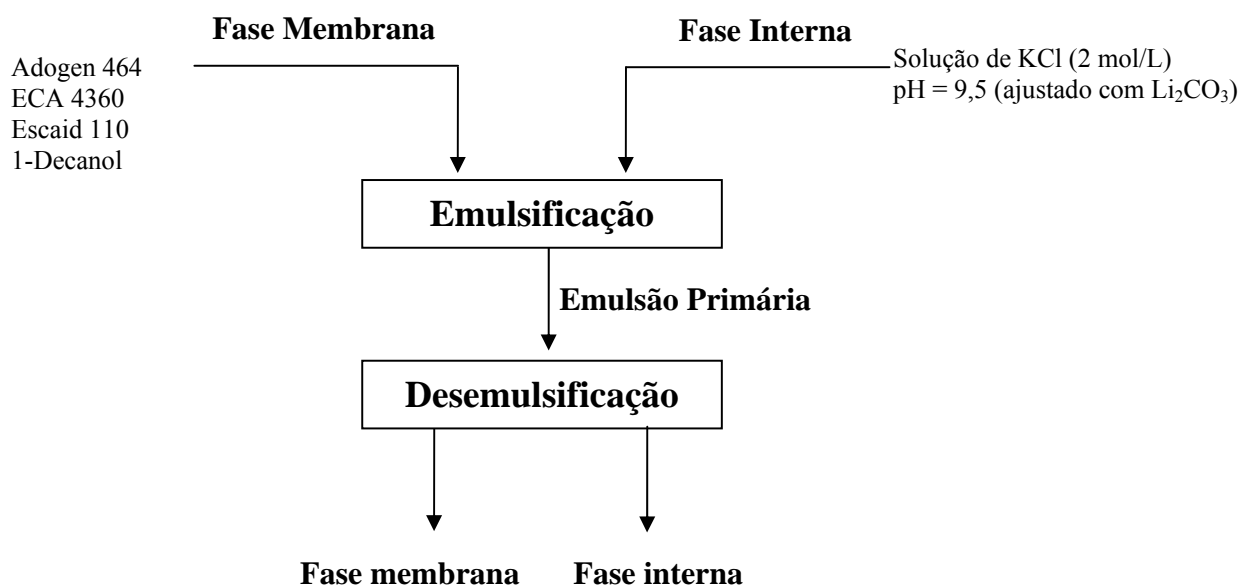 Fase Membrana
Fase Interna
Adogen 464
ECA 4360
Escaid 110
1-Decanol
Solução de KCl (2 mol/L)
pH = 9,5 (ajustado com Li₂CO₃)
Emulsificação
Emulsão Primária
Desemulsificação
Fase membrana
Fase interna